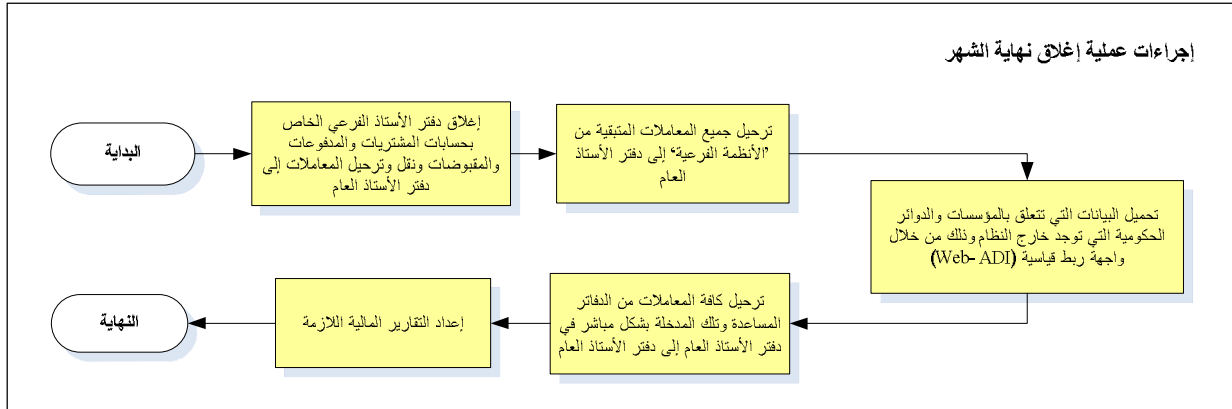 إجراءات عملية إغلاق نهاية الشهر
البداية
إغلاق دفتر الأستاذ الفرعي الخاص
بحسابات المشتريات والمدفوعات
والمقبوضات ونقل وترحيل المعاملات إلى
دفتر الأستاذ العام
ترحيل جميع المعاملات المتبقية من
’الأنظمة الفرعية‘ إلى دفتر الأستاذ
العام
تحميل البيانات التي تتعلق بالمؤسسات والدوائر
الحكومية التي توجد خارج النظام وذلك من خلال
واجهة ربط قياسية (Web- ADI)
ترحيل كافة المعاملات من الدفاتر
المساعدة وتلك المدخلة بشكل مباشر في
دفتر الأستاذ العام إلى دفتر الأستاذ العام
إعداد التقارير المالية اللازمة
النهاية